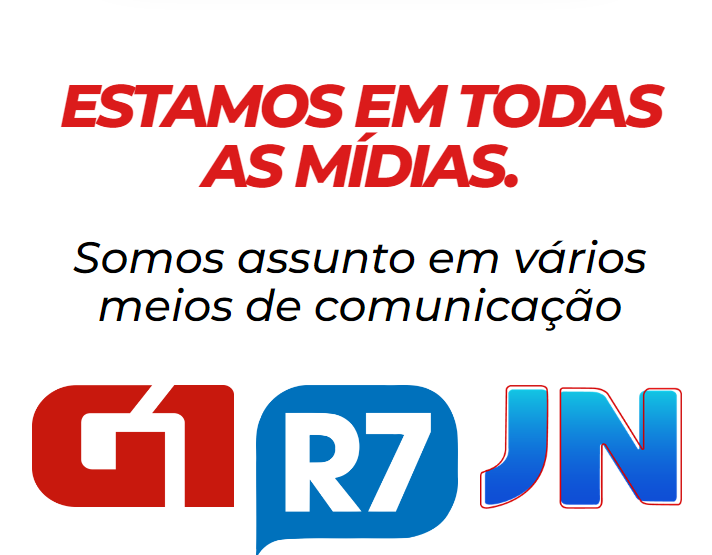 ESTAMOS EM TODAS
AS MÍDIAS.
Somos assunto em vários
meios de comunicação
G1 R7 JN